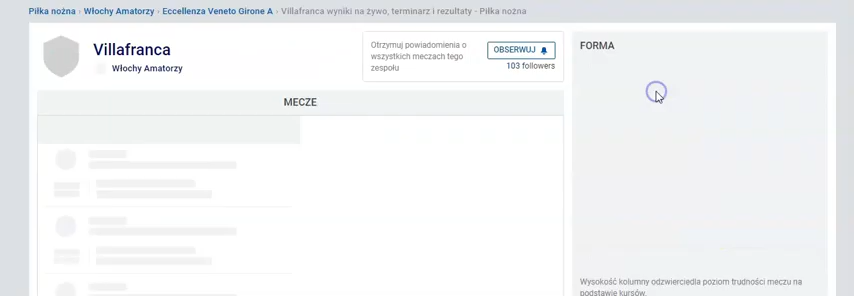 Piłka nożna › Włochy Amatorzy › Eccellenza Veneto Girone A › Villafranca wyniki na żywo, terminarz i rezultaty - Piłka nożna
Villafranca
Włochy Amatorzy
Otrzymuj powiadomienia o
wszystkich meczach tego
zespołu
OBSERWUJ
103 followers
MECZE
FORMA
Wysokość kolumny odzwierciedla poziom trudności meczu na
podstawie kursów.